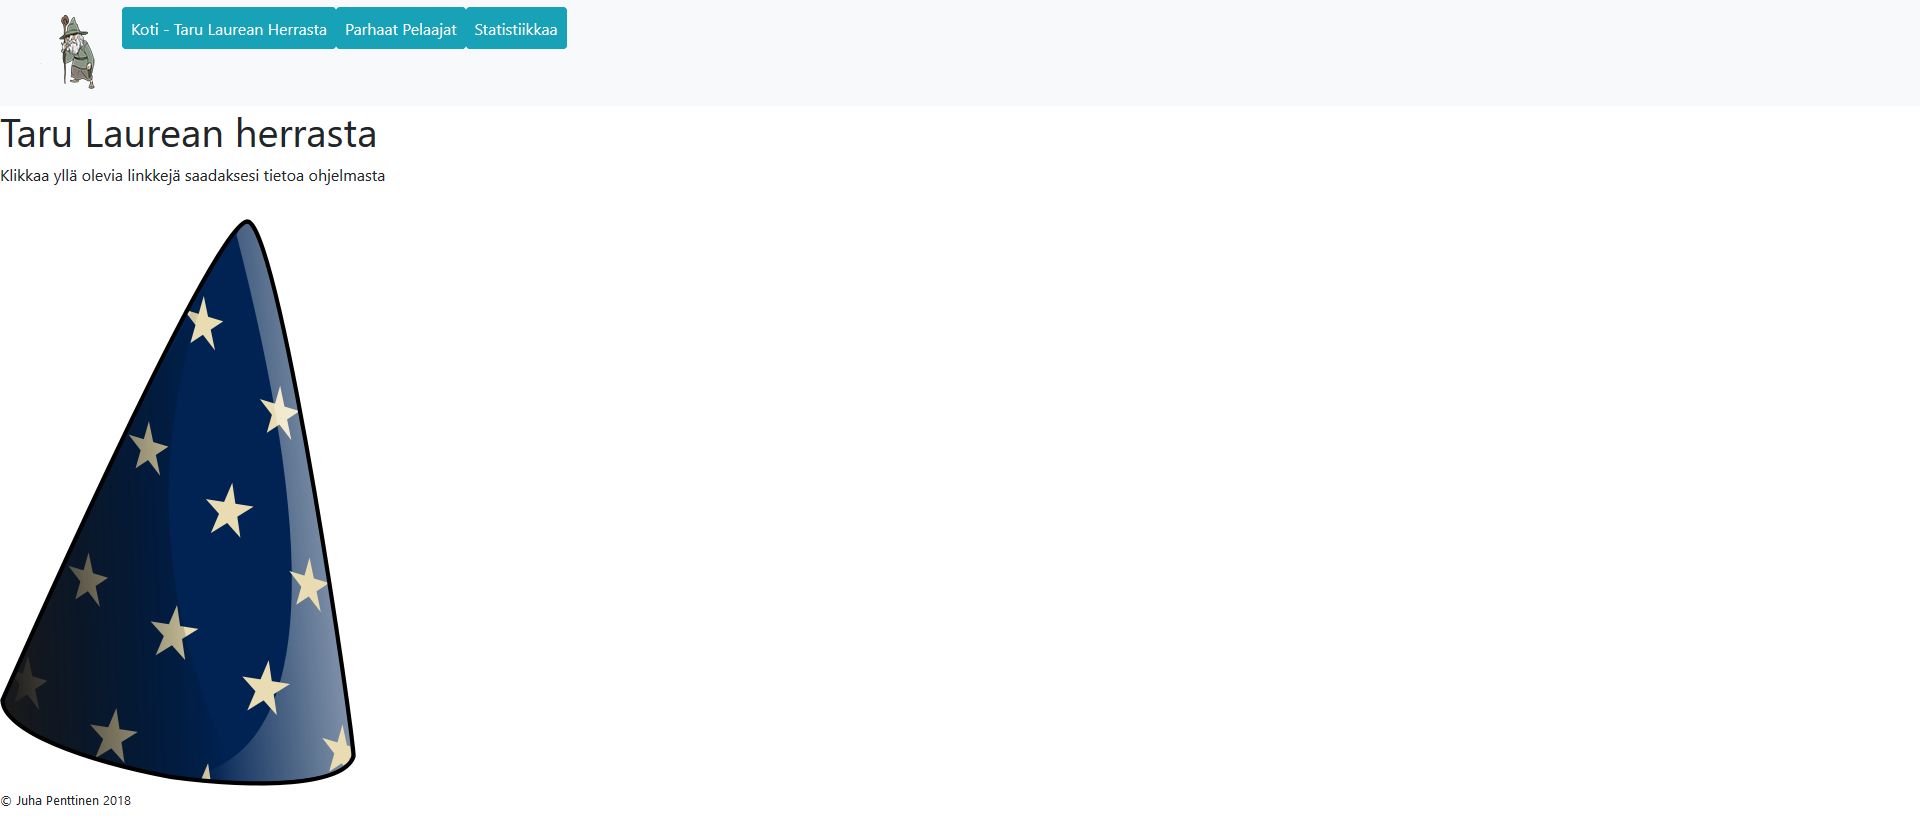 Koti - Taru Laurean Herrasta Parhaat Pelaajat Statistiikkaa
Taru Laurean herrasta
Klikkaa yllä olevia linkkejä saadaksesi tietoa ohjelmasta
© Juha Penttinen 2018